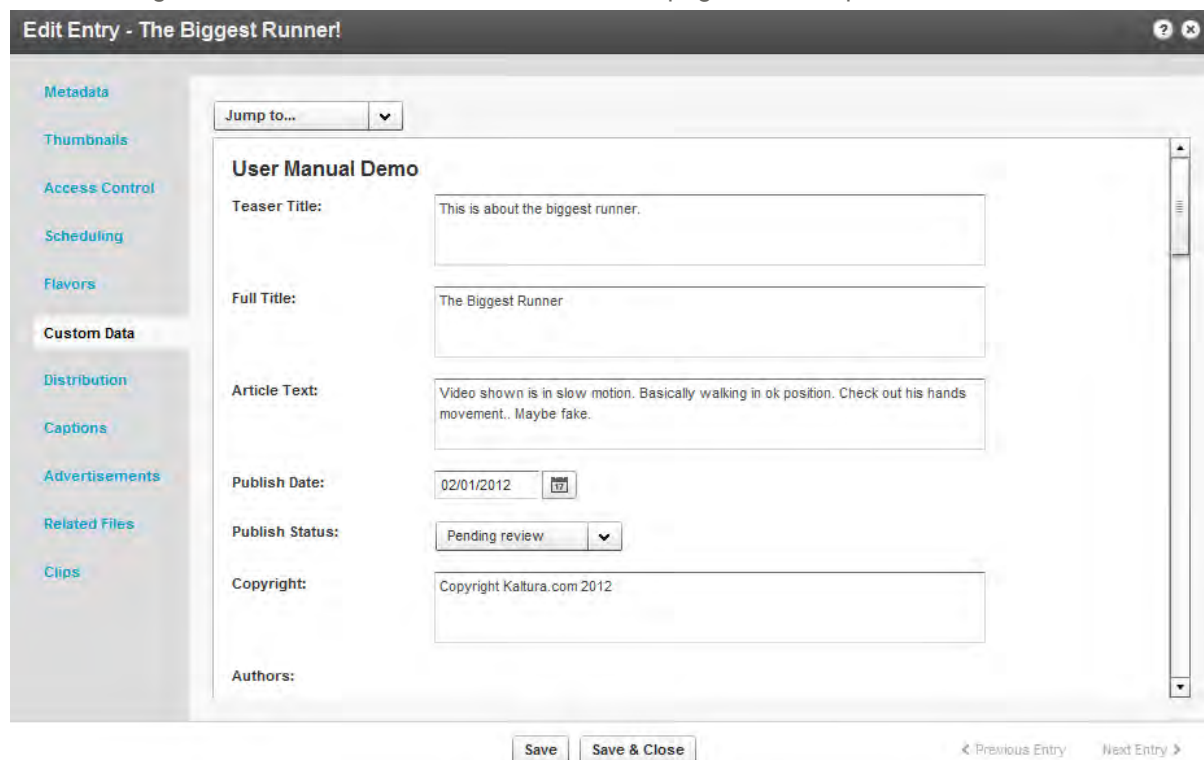 Edit Entry - The Biggest Runner!
Metadata
Thumbnails
Access Control
Scheduling
Flavors
Custom Data
Distribution
Captions
Advertisements
Related Files
Clips
Jump to...
User Manual Demo
Teaser Title:
This is about the biggest runner.
Full Title:
The Biggest Runner
Article Text:
Video shown is in slow motion. Basically walking in ok position. Check out his hands
movement.. Maybe fake.
Publish Date:
02/01/2012
17
Publish Status:
Pending review
Copyright:
Copyright Kaltura.com 2012
Authors:
Save
Save & Close
Previous Entry
Next Entry